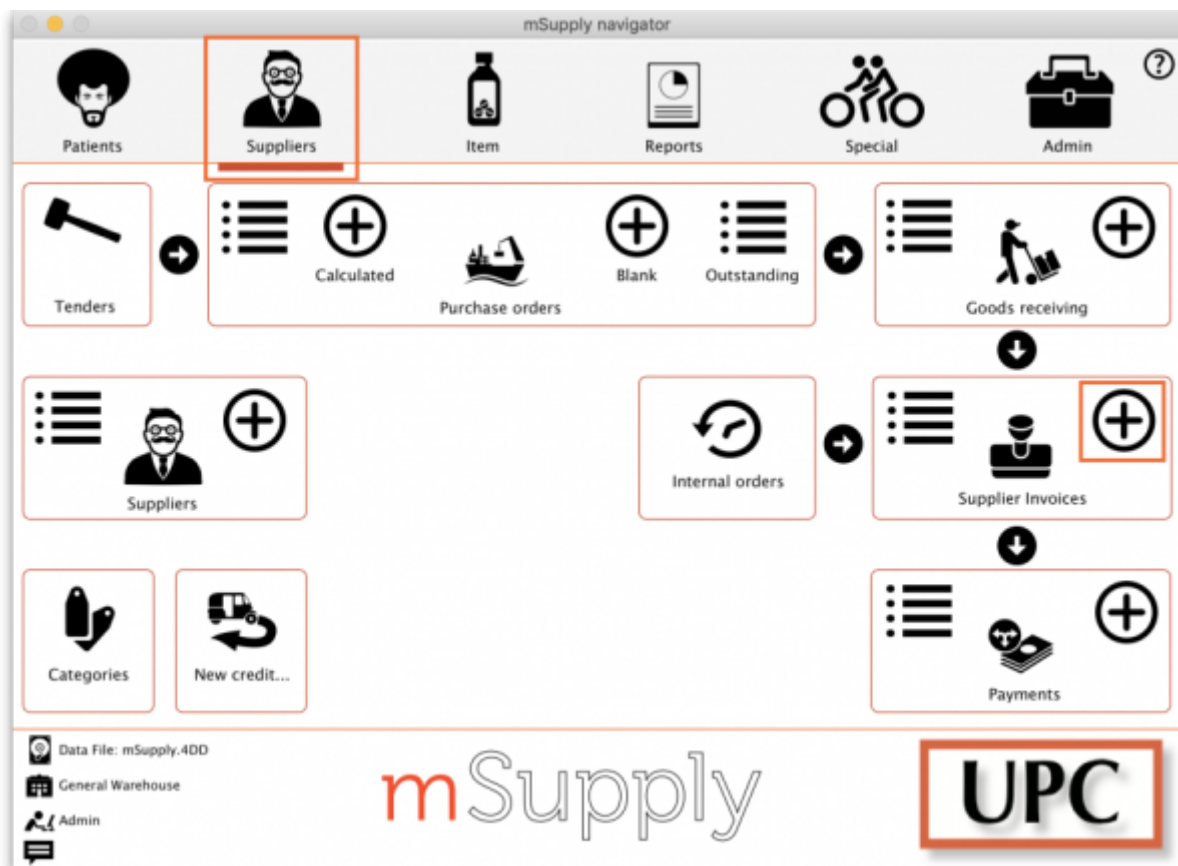 mSupply navigator
?
Patients
Suppliers
Item
Reports
Special
Admin
Tenders
Calculated
Blank
Outstanding
Purchase orders
Goods receiving
Suppliers
Internal orders
Supplier Invoices
Categories
New credit...
Payments
Data File: mSupply.4DD
General Warehouse
Admin
mSupply
UPC